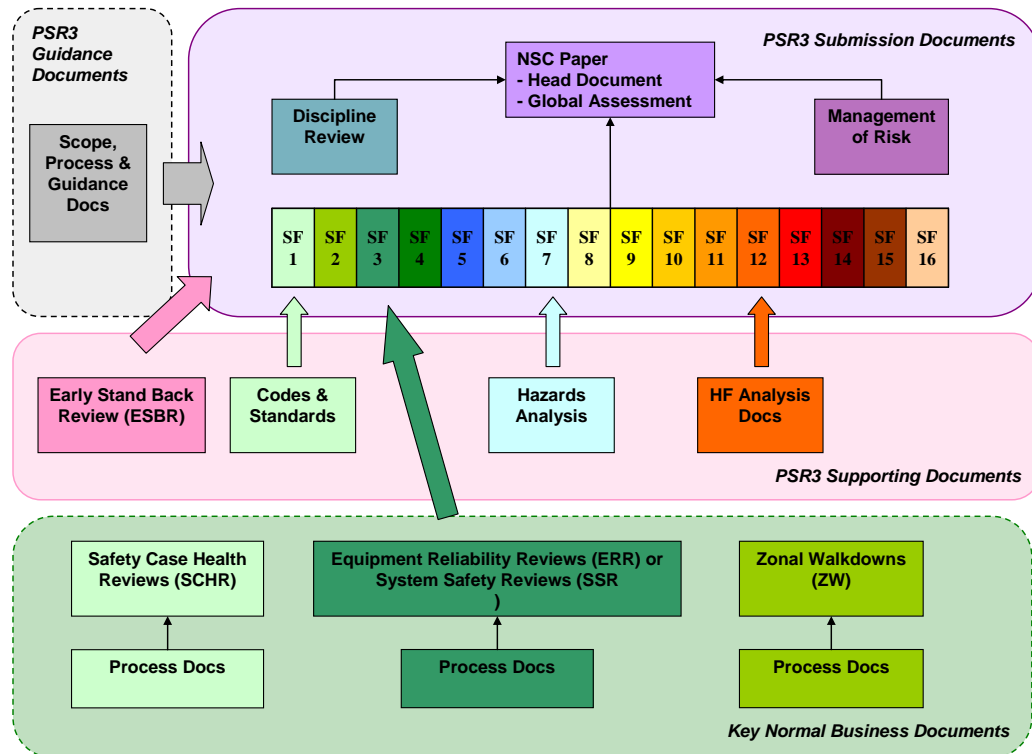 PSR3
Guidance
Documents
Scope,
Process &
Guidance
Docs
PSR3 Submission Documents
NSC Paper
- Head Document
- Global Assessment
Discipline
Review
Management
of Risk
SF
1
SF
2
SF
3
SF
4
SF
5
SF
6
SF
7
SF
8
SF
9
SF
10
SF
11
SF
12
SF
13
SF
14
SF
15
SF
16
Early Stand Back
Review (ESBR)
Codes &
Standards
Hazards
Analysis
HF Analysis
Docs
PSR3 Supporting Documents
Safety Case Health
Reviews (SCHR)
Equipment Reliability Reviews (ERR) or
System Safety Reviews (SSR
)
Zonal Walkdowns
(ZW)
Process Docs
Process Docs
Process Docs
Key Normal Business Documents